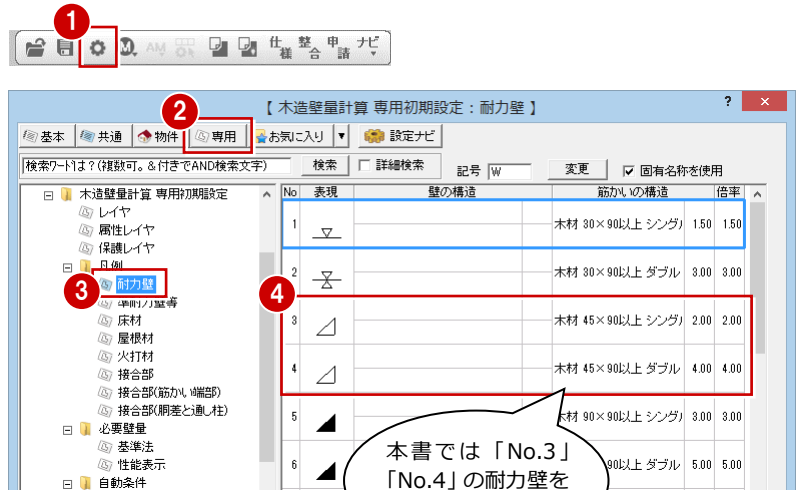 1
仕様 整合 申請 ナビ
【 木造壁量計算 専用初期設定：耐力壁 】
2
基本 共通 物件 専用 お気に入り 設定ナビ
検索ワードは？(複数可。&付きでAND検索文字) 検索 詳細検索 記号 W 変更 固有名称を使用
木造壁量計算 専用初期設定
レイヤ
属性レイヤ
保護レイヤ
凡例
3
耐力壁
準耐力壁等
床材
屋根材
火打材
接合部
接合部(筋かい端部)
接合部(胴差と通し柱)
必要壁量
基準法
性能表示
自動条件
No 表現 壁の構造 筋かいの構造 倍率
1 木材 30×90以上 シングル 1.50 1.50
2 木材 30×90以上 ダブル 3.00 3.00
4
3 木材 45×90以上 シングル 2.00 2.00
4 木材 45×90以上 ダブル 4.00 4.00
5 木材 90×90以上 シングル 3.00 3.00
6 90以上 ダブル 5.00 5.00
本書では「No.3」
「No.4」の耐力壁を